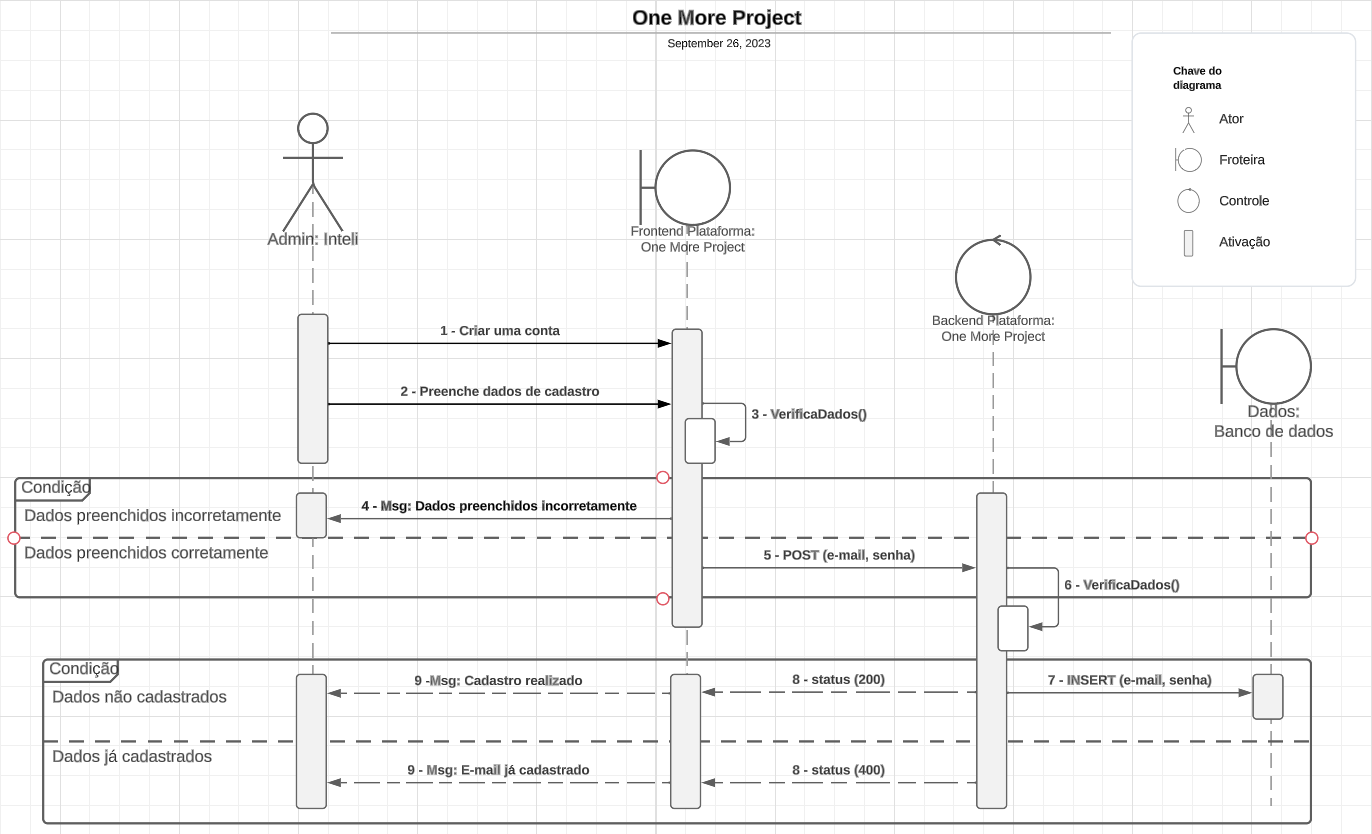 One More Project
September 26, 2023
Chave do
diagrama
Ator
Froteira
Controle
Ativação
Admin: Inteli
Frontend Plataforma:
One More Project
Backend Plataforma:
One More Project
Dados:
Banco de dados
1 - Criar uma conta
2 - Preenche dados de cadastro
3 - VerificaDados()
Condição
Dados preenchidos incorretamente
4 - Msg: Dados preenchidos incorretamente
Dados preenchidos corretamente
5 - POST (e-mail, senha)
6 - VerificaDados()
Condição
Dados não cadastrados
9 -Msg: Cadastro realizado
8 - status (200)
7 - INSERT (e-mail, senha)
Dados já cadastrados
9 - Msg: E-mail já cadastrado
8 - status (400)